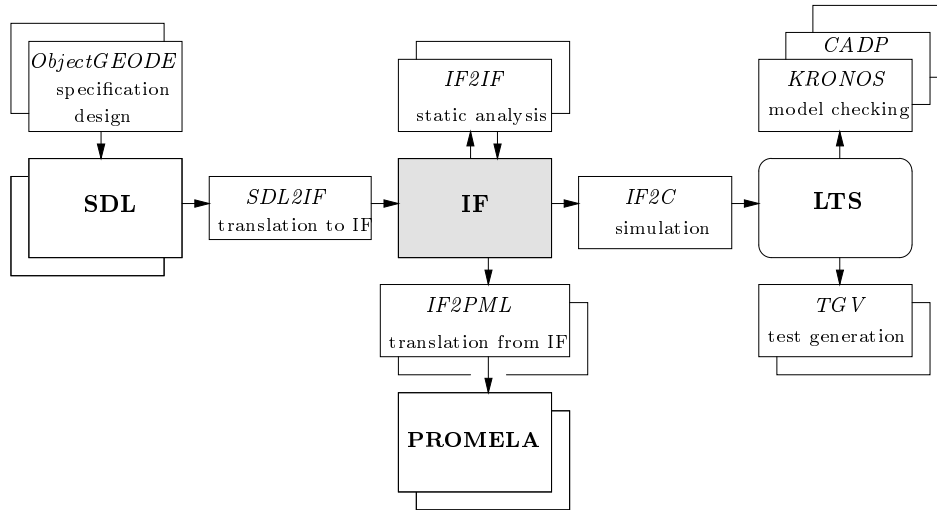 ObjectGEODE
specification
design
IF2IF
static analysis
CADP
KRONOS
model checking
SDL
SDL2IF
translation to IF
IF
IF2C
simulation
LTS
IF2PML
translation from IF
TGV
test generation
PROMELA